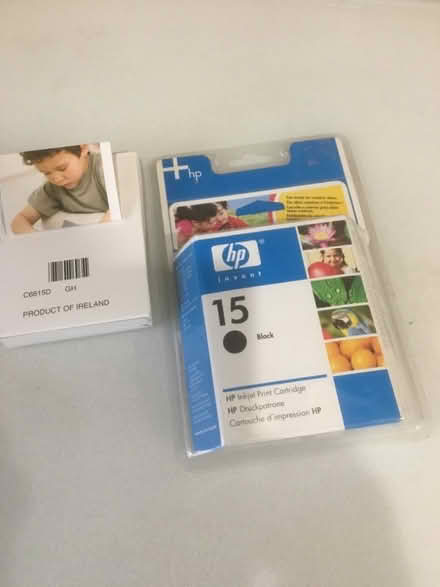 C6615D GH
PRODUCT OF IRELAND
hp
hp
invent
15
Black
HP Inkjet Print Cartridge
HP Druckpatrone
Cartouche d'impression HP